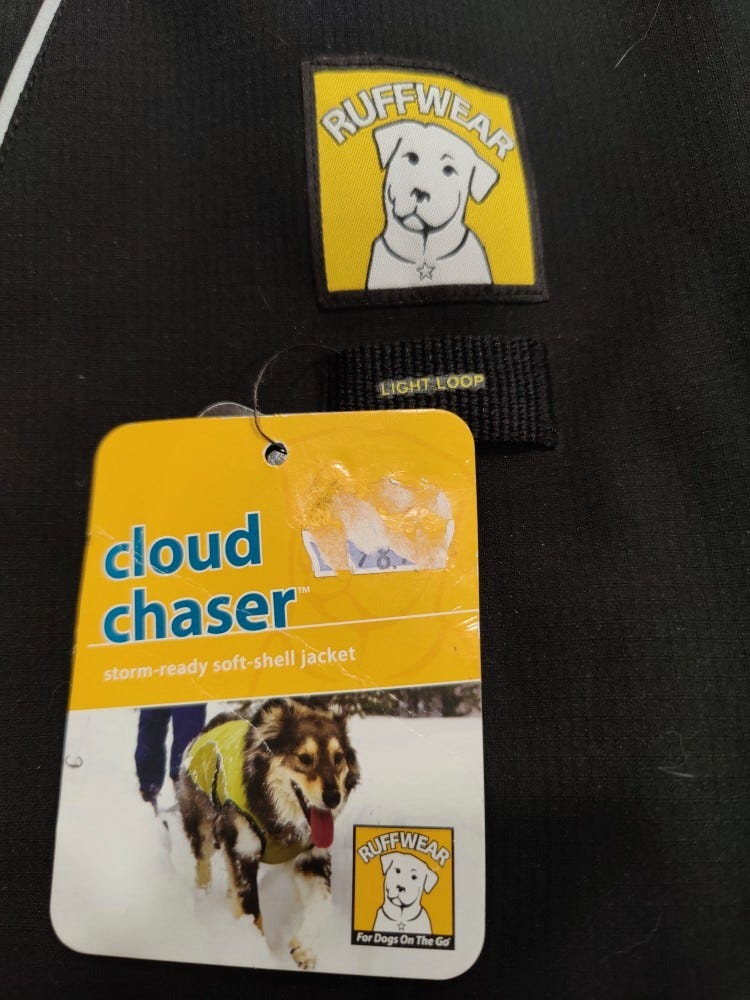 RUFFWEAR
LIGHT LOOP
cloud
chaser™
storm-ready soft-shell jacket
RUFFWEAR
For Dogs On The Go